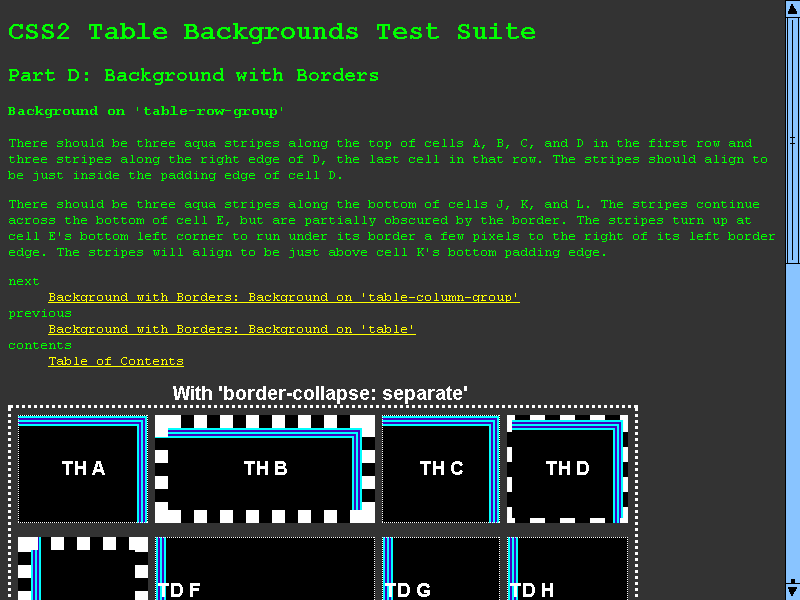 CSS2 Table Backgrounds Test Suite
Part D: Background with Borders
Background on 'table-row-group'
There should be three aqua stripes along the top of cells A, B, C, and D in the first row and
three stripes along the right edge of D, the last cell in that row. The stripes should align to
be just inside the padding edge of cell D.
There should be three aqua stripes along the bottom of cells J, K, and L. The stripes continue
across the bottom of cell E, but are partially obscured by the border. The stripes turn up at
cell E's bottom left corner to run under its border a few pixels to the right of its left border
edge. The stripes will align to be just above cell K's bottom padding edge.
next
Background with Borders: Background on 'table-column-group'
previous
Background with Borders: Background on 'table'
contents
Table of Contents
With 'border-collapse: separate'
TH A TH B TH C TH D
TD F TD G TD H